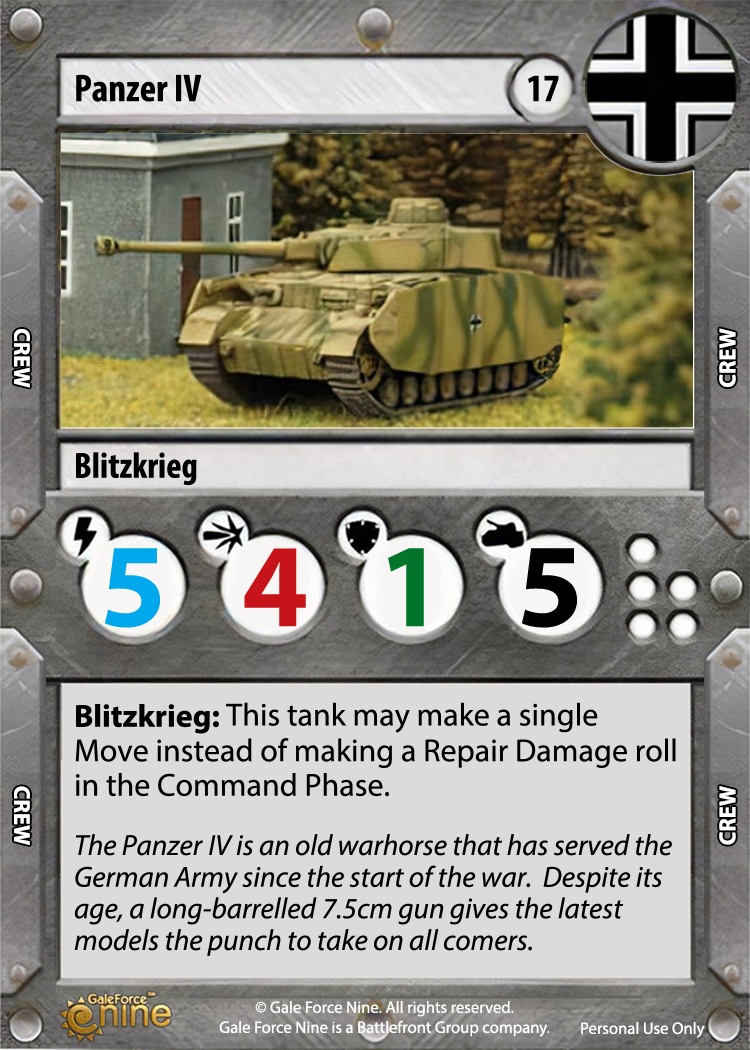 Panzer IV
17
CREW
CREW
Blitzkrieg
5
4
1
5
Blitzkrieg: This tank may make a single
Move instead of making a Repair Damage roll
in the Command Phase.
CREW
CREW
The Panzer IV is an old warhorse that has served the
German Army since the start of the war.  Despite its
age, a long-barrelled 7.5cm gun gives the latest
models the punch to take on all comers.
GaleForce™
nine
© Gale Force Nine. All rights reserved.
Gale Force Nine is a Battlefront Group company.
Personal Use Only